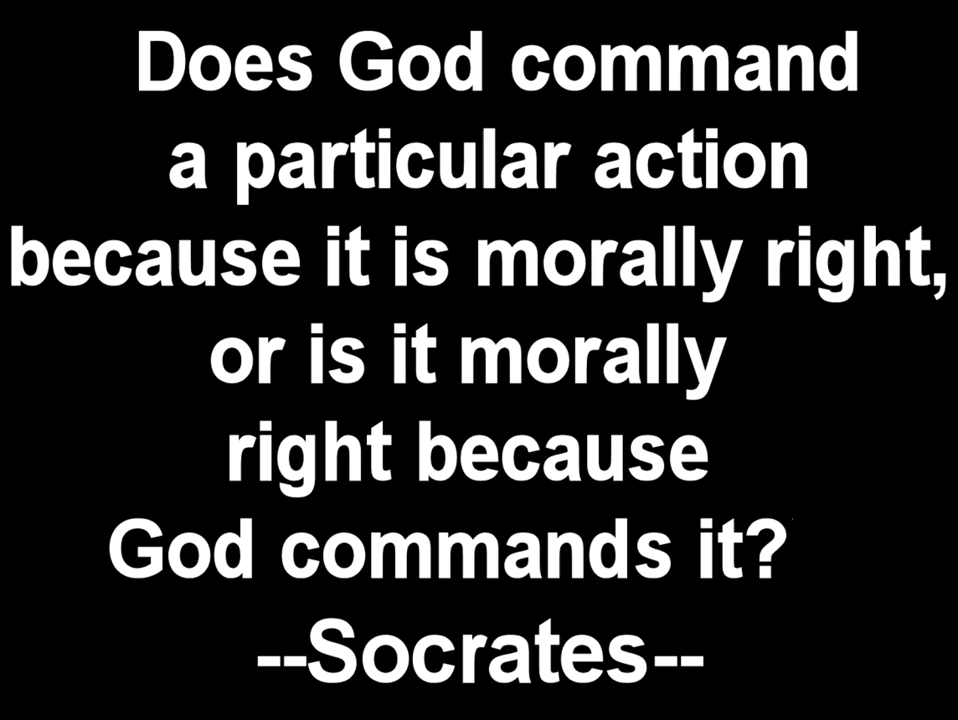 Does God command
a particular action
because it is morally right,
or is it morally
right because
God commands it?
--Socrates--